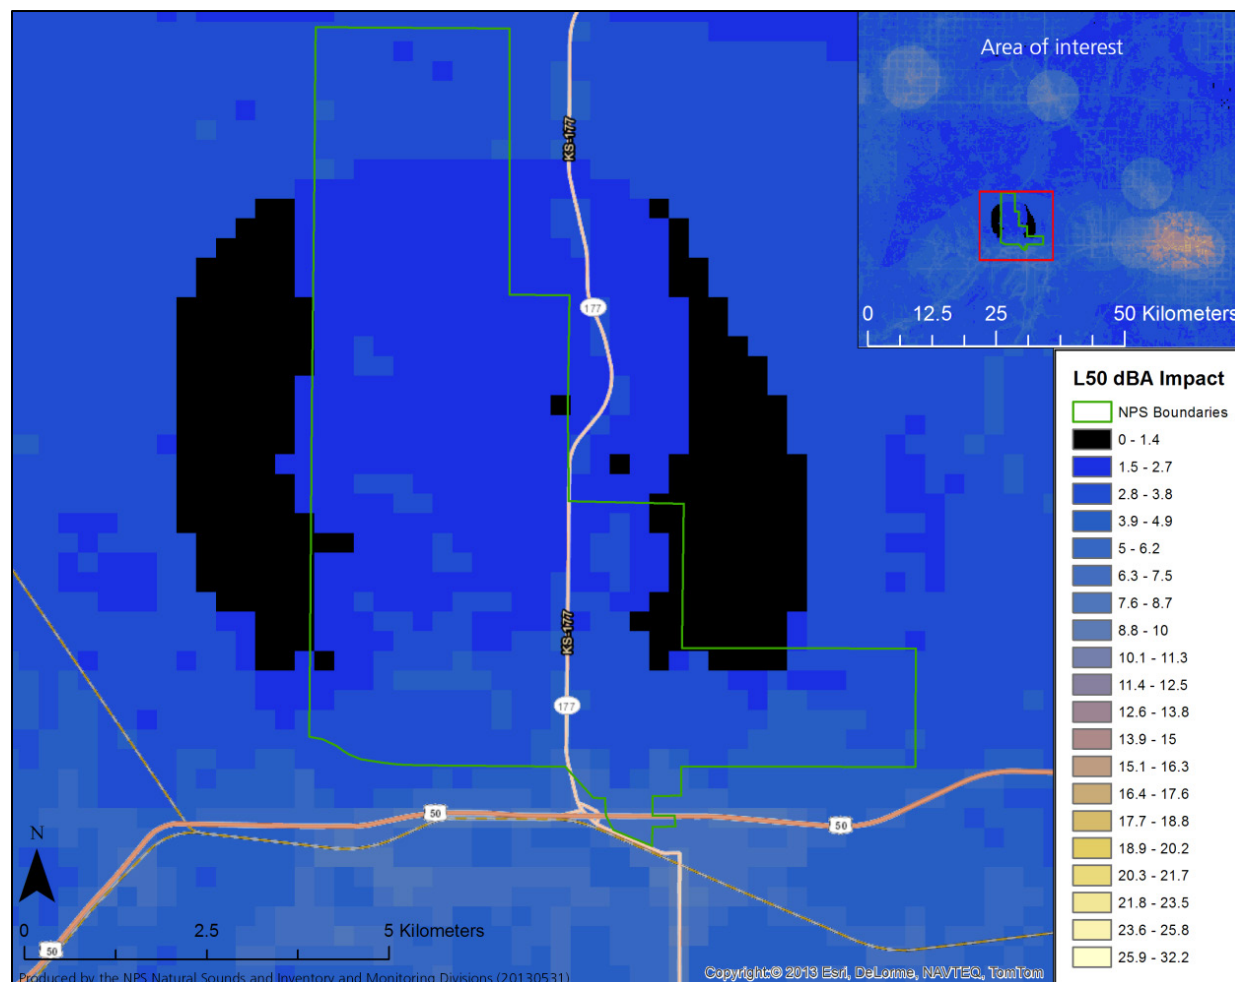 Area of interest
0 12.5 25 50 Kilometers
KS-177
177
L50 dBA Impact
NPS Boundaries
0 - 1.4
1.5 - 2.7
2.8 - 3.8
3.9 - 4.9
5 - 6.2
6.3 - 7.5
7.6 - 8.7
8.8 - 10
10.1 - 11.3
11.4 - 12.5
12.6 - 13.8
13.9 - 15
15.1 - 16.3
16.4 - 17.6
17.7 - 18.8
18.9 - 20.2
20.3 - 21.7
21.8 - 23.5
23.6 - 25.8
25.9 - 32.2
KS-177
177
50
50
N
0 2.5 5 Kilometers
50
Produced by the NPS Natural Sounds and Inventory and Monitoring Divisions (20130531)
Copyright:© 2013 Esri, DeLorme, NAVTEQ, TomTom